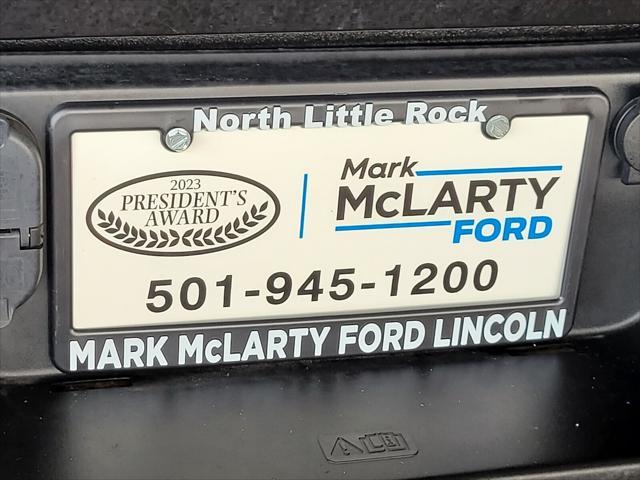 North Little Rock
2023
PRESIDENT'S
AWARD
Mark
McLARTY
FORD
501-945-1200
MARK McLARTY FORD LINCOLN